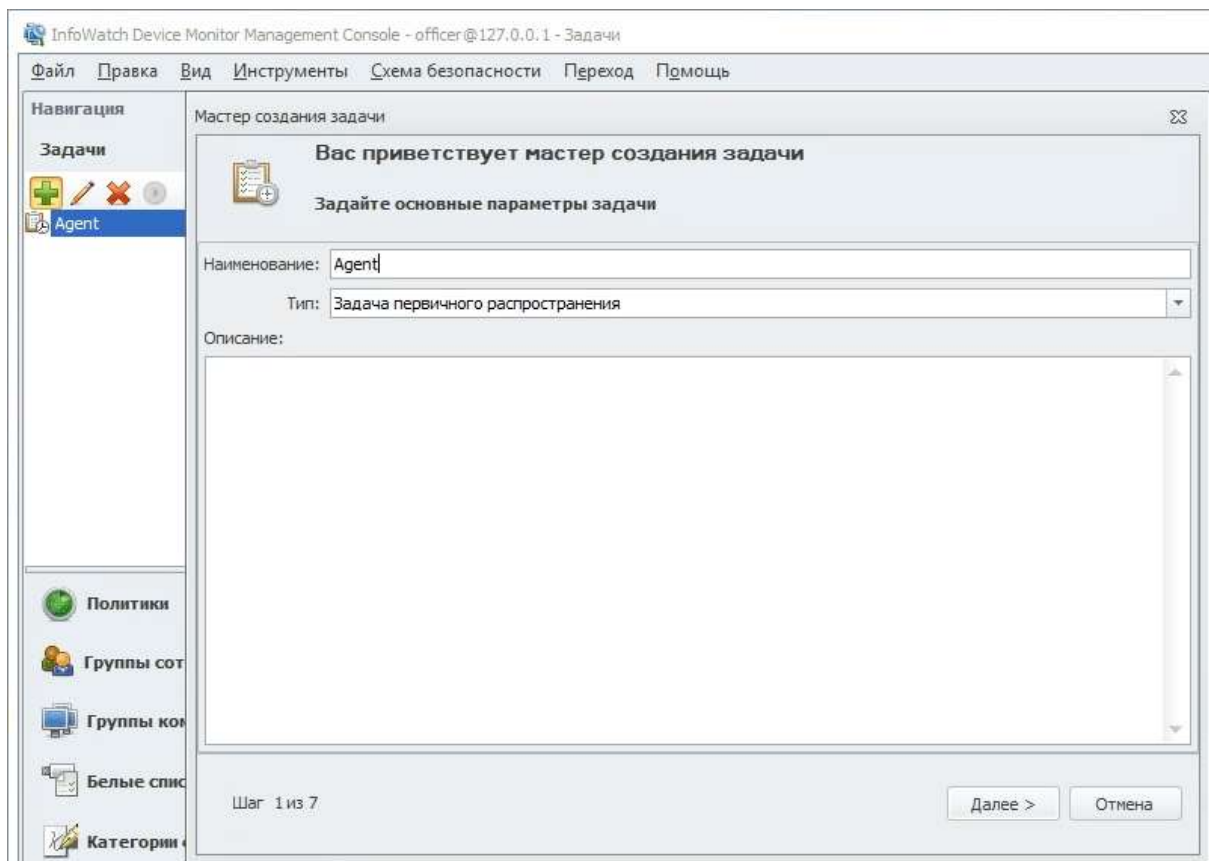 InfoWatch Device Monitor Management Console - officer@127.0.0.1 - Задачи
Файл Правка Вид Инструменты Схема безопасности Переход Помощь
Навигация
Задачи
Agent
Мастер создания задачи
Вас приветствует мастер создания задачи
Задайте основные параметры задачи
Наименование: Agent
Тип: Задача первичного распространения
Описание:
Политики
Группы сот
Группы ком
Белые спис
Категории
Шаг 1 из 7
Далее >
Отмена